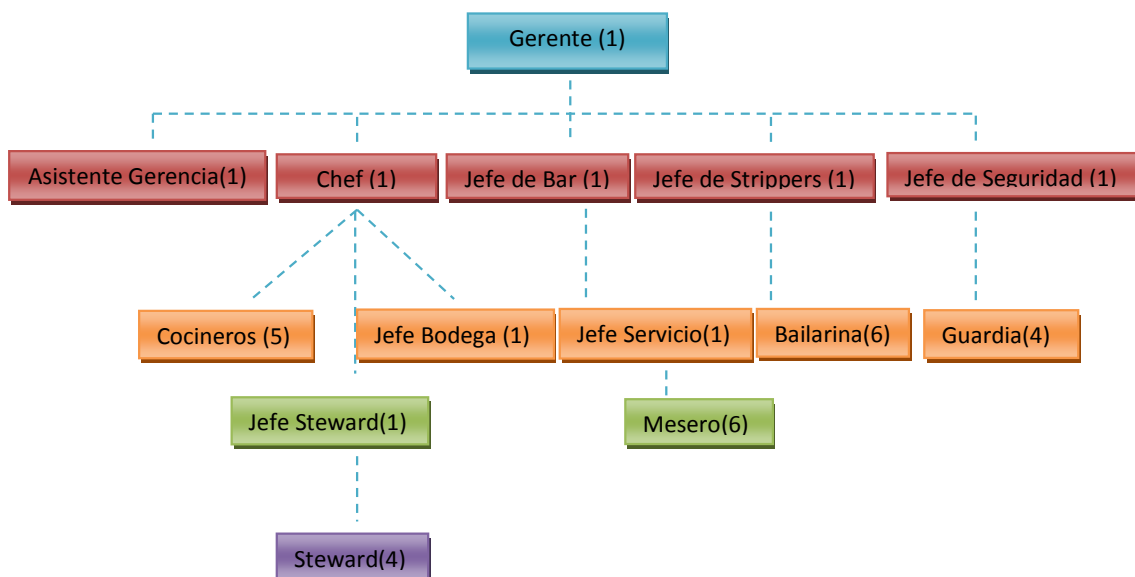 Gerente (1)
Asistente Gerencia(1)
Chef (1)
Jefe de Bar (1)
Jefe de Strippers (1)
Jefe de Seguridad (1)
Cocineros (5)
Jefe Bodega (1)
Jefe Servicio(1)
Bailarina(6)
Guardia(4)
Jefe Steward(1)
Mesero(6)
Steward(4)